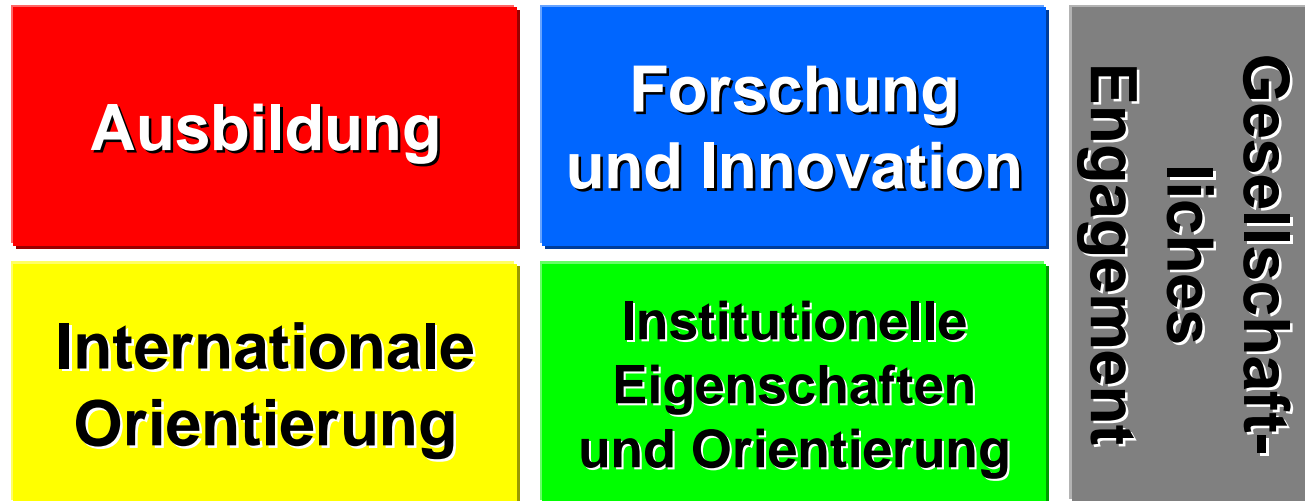 Ausbildung
Forschung
und Innovation
Internationale
Orientierung
Institutionelle
Eigenschaften
und Orientierung
Gesellschaft-
liches
Engagement